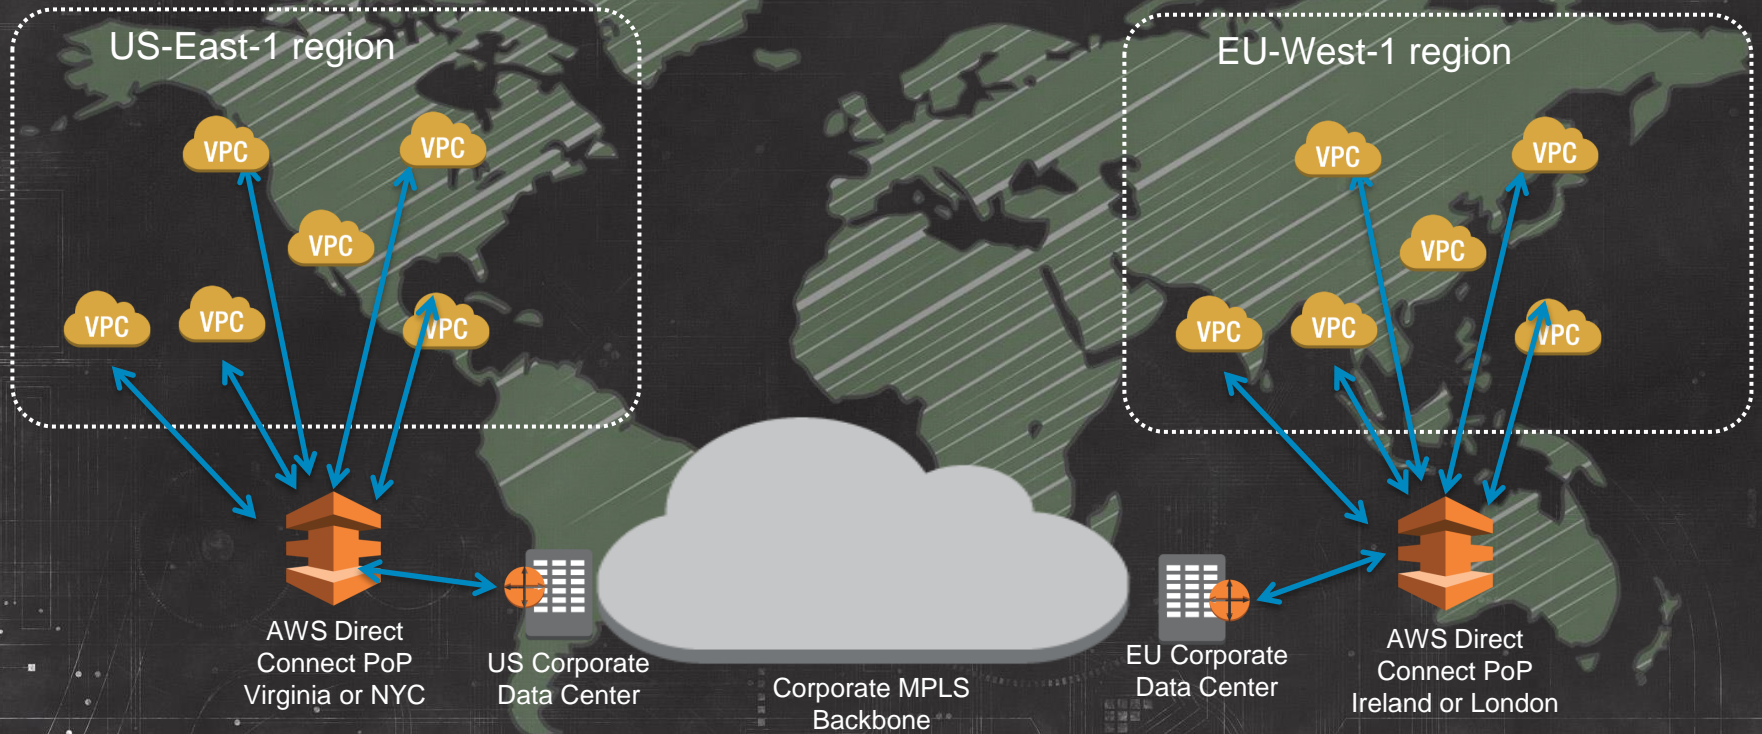 US-East-1 region
VPC
VPC
VPC
VPC
VPC
VPC
AWS Direct
Connect PoP
Virginia or NYC
US Corporate
Data Center
Corporate MPLS
Backbone
EU-West-1 region
VPC
VPC
VPC
VPC
VPC
VPC
EU Corporate
Data Center
AWS Direct
Connect PoP
Ireland or London